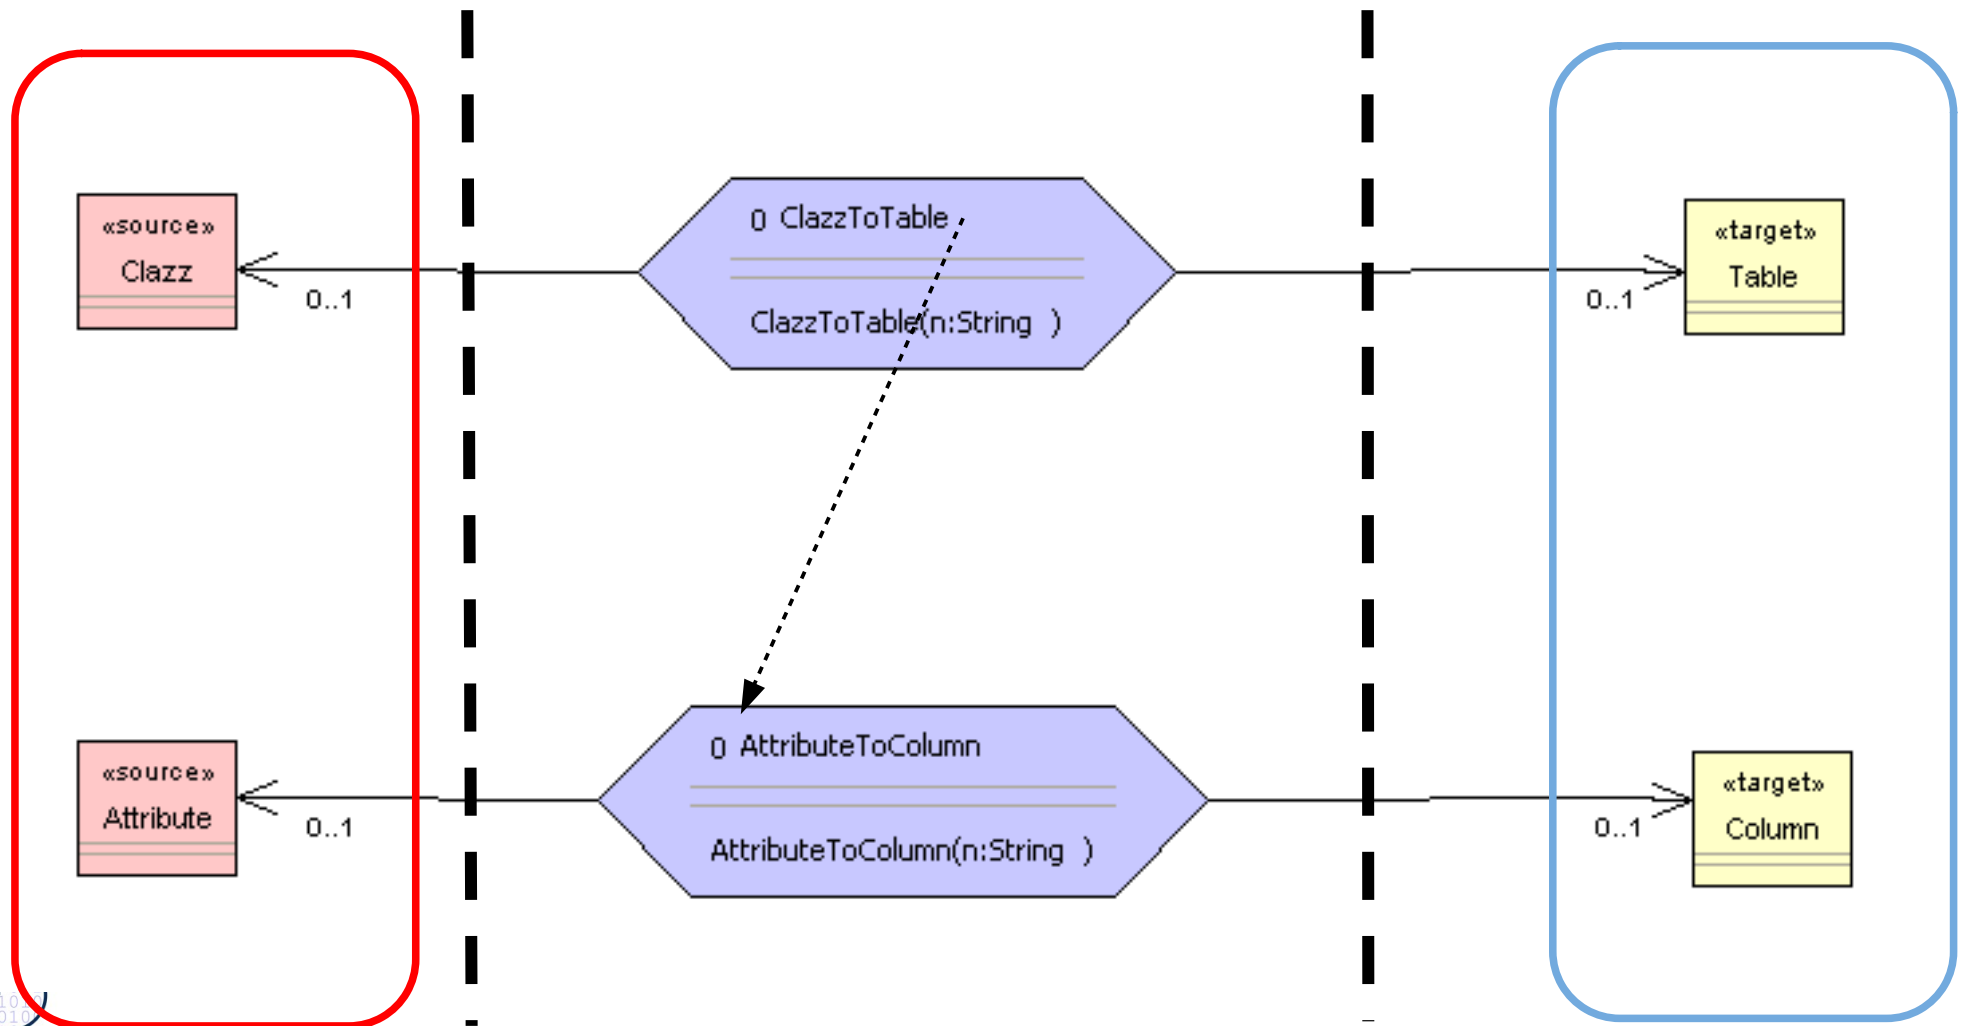 «source»
Clazz
0..1
0 ClazzToTable
ClazzToTable(n:String )
«target»
Table
0..1
«source»
Attribute
0..1
0 AttributeToColumn
AttributeToColumn(n:String )
«target»
Column
0..1